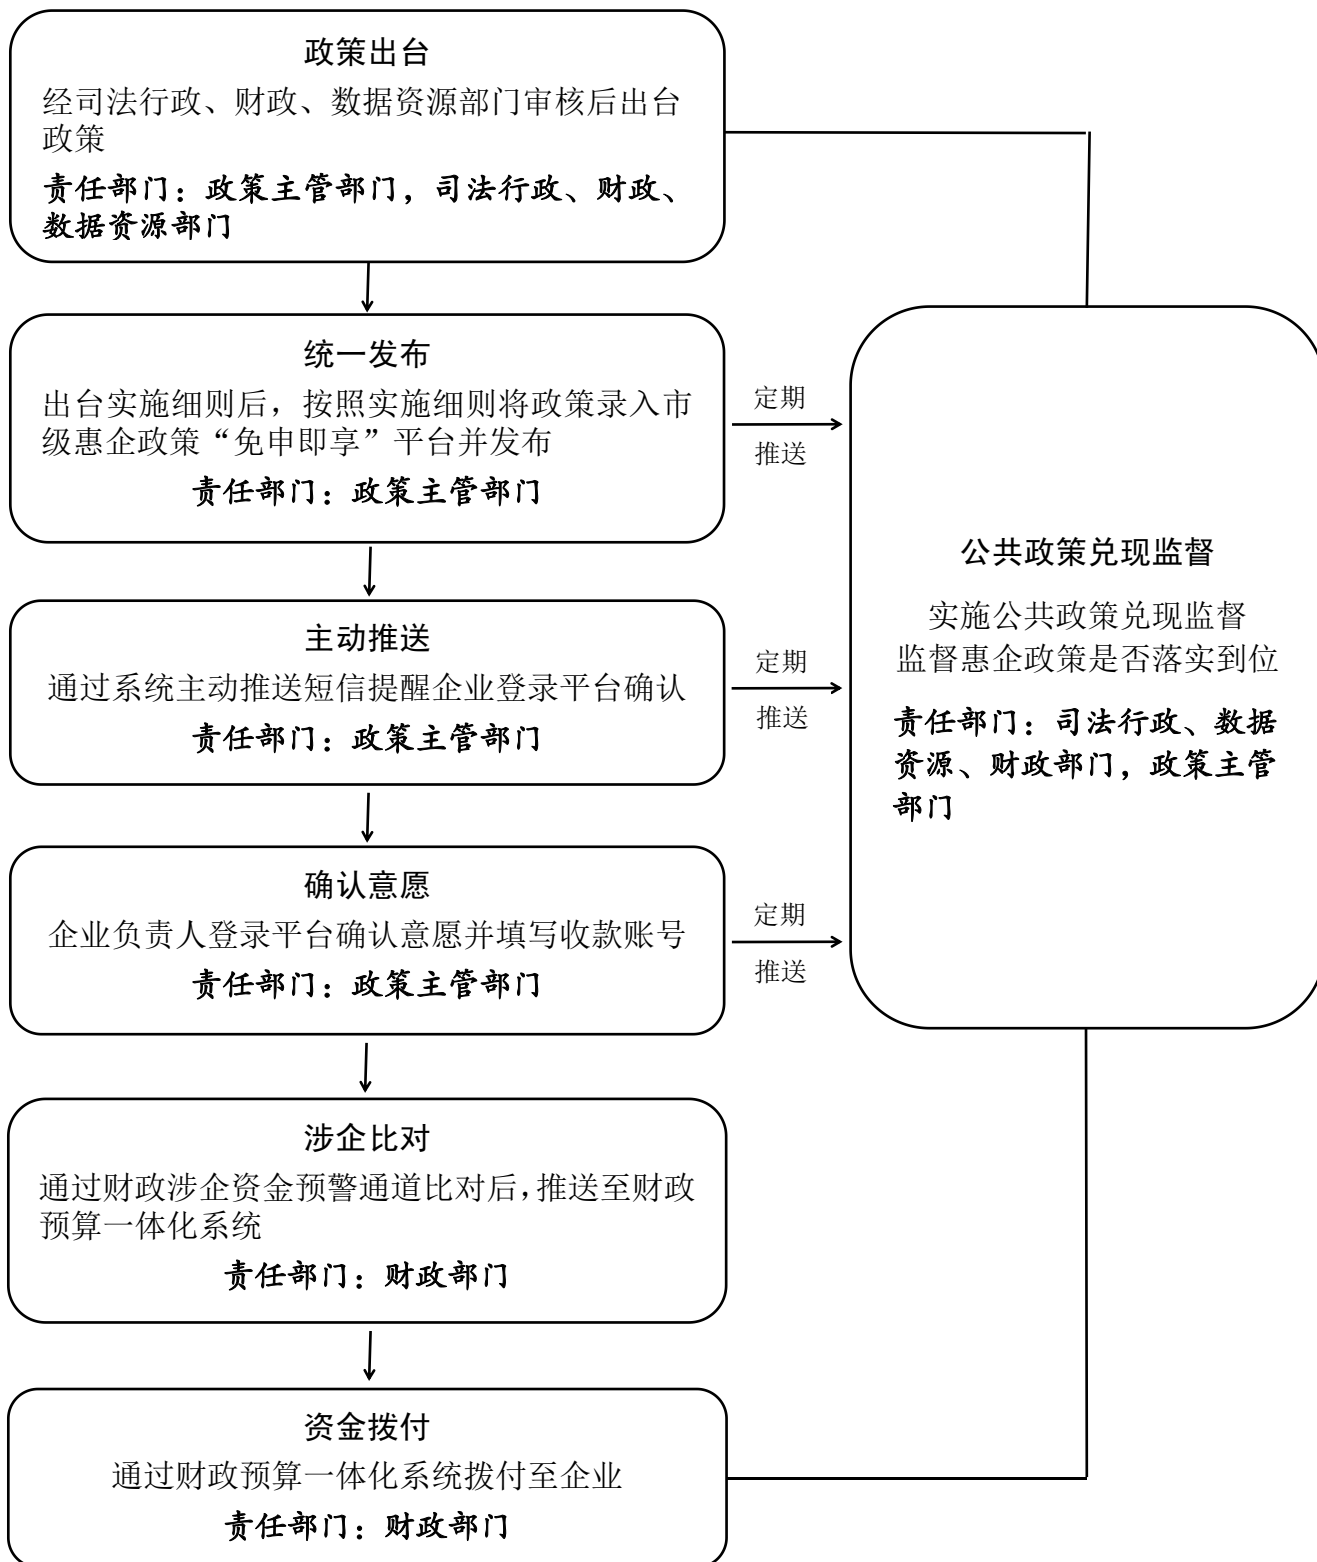 政策出台
经司法行政、财政、数据资源部门审核后出台
政策
责任部门：政策主管部门，司法行政、财政、
数据资源部门
统一发布
出台实施细则后，按照实施细则将政策录入市
级惠企政策“免申即享”平台并发布
责任部门：政策主管部门
定期
推送
主动推送
通过系统主动推送短信提醒企业登录平台确认
责任部门：政策主管部门
定期
推送
确认意愿
企业负责人登录平台确认意愿并填写收款账号
责任部门：政策主管部门
定期
推送
涉企比对
通过财政涉企资金预警通道比对后，推送至财政
预算一体化系统
责任部门：财政部门
资金拨付
通过财政预算一体化系统拨付至企业
责任部门：财政部门
公共政策兑现监督
实施公共政策兑现监督
监督惠企政策是否落实到位
责任部门：司法行政、数据
资源、财政部门，政策主管
部门